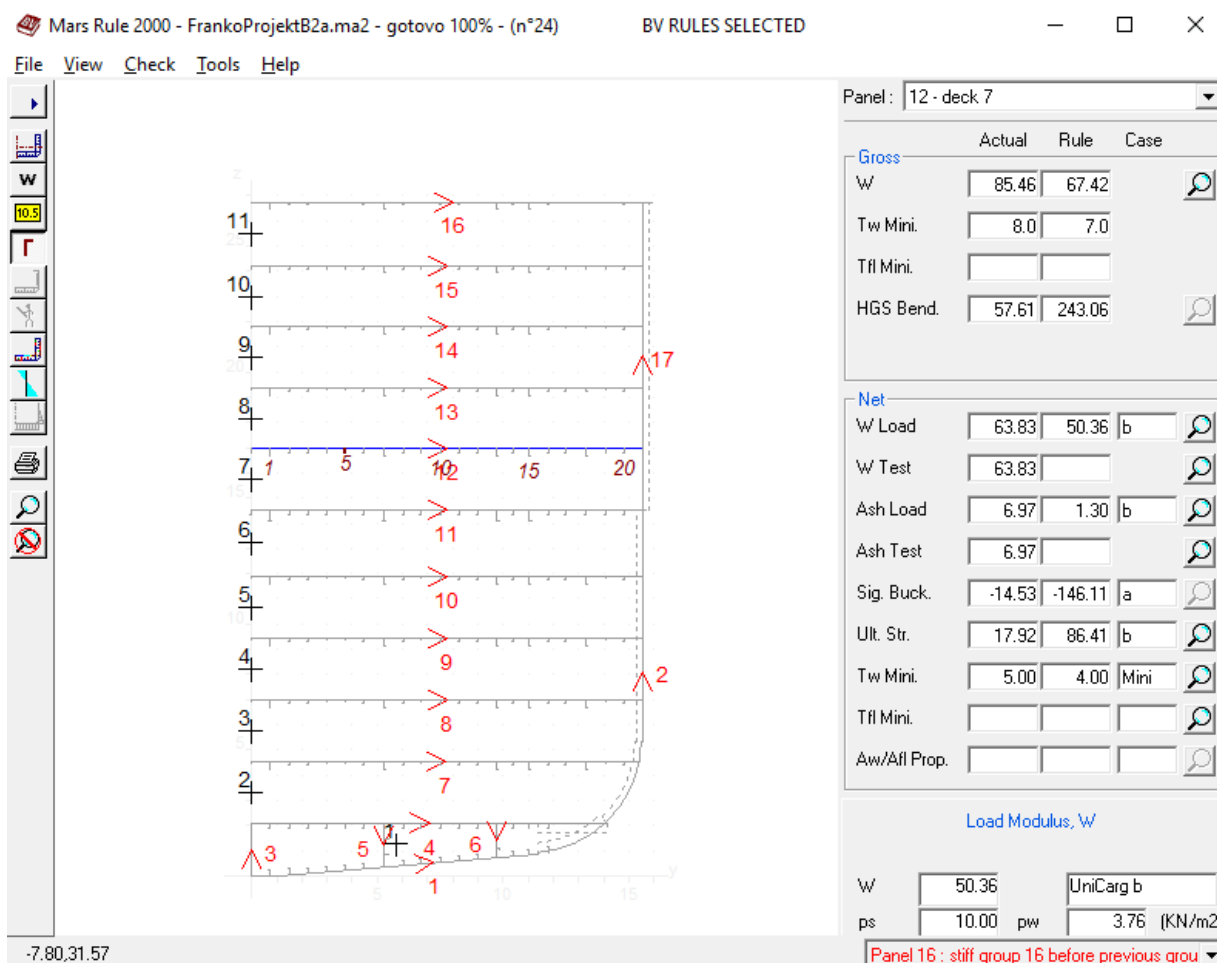 Mars Rule 2000 - FrankoProjektB2a.ma2 - gotovo 100% - (n°24) BV RULES SELECTED
File View Check Tools Help
Panel : 12 - deck 7
Actual Rule Case
Gross
W 85.46 67.42
Tw Mini. 8.0 7.0
Tfl Mini.
HGS Bend. 57.61 243.06
Net
W Load 63.83 50.36 b
W Test 63.83
Ash Load 6.97 1.30 b
Ash Test 6.97
Sig. Buck. -14.53 -146.11 a
Ult. Str. 17.92 86.41 b
Tw Mini. 5.00 4.00 Mini
Tfl Mini.
Aw/Afl Prop.
Load Modulus, W
W 50.36 UniCarg b
ps 10.00 pw 3.76 (KN/m2
W
10.5
z
11 16
25
10 15
9 14 17
20
8 13
7 1 5 10 12 15 20
15
6 11
5 10
10
4 9
2
3 8
5
2 7
1
3 5 4 6
1
5 10 15 y
-7.80,31.57
Panel 16 : stiff group 16 before previous grou